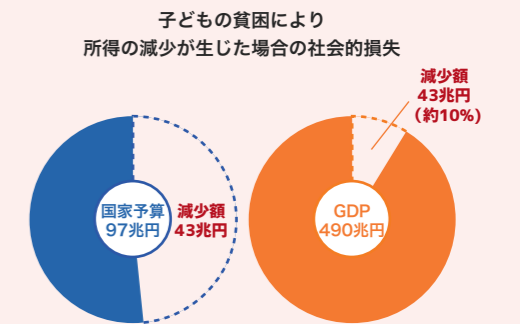 子どもの貧困により
所得の減少が生じた場合の社会的損失
減少額
43兆円
（約10%)
国家予算
97兆円
減少額
43兆円
GDP
490兆円